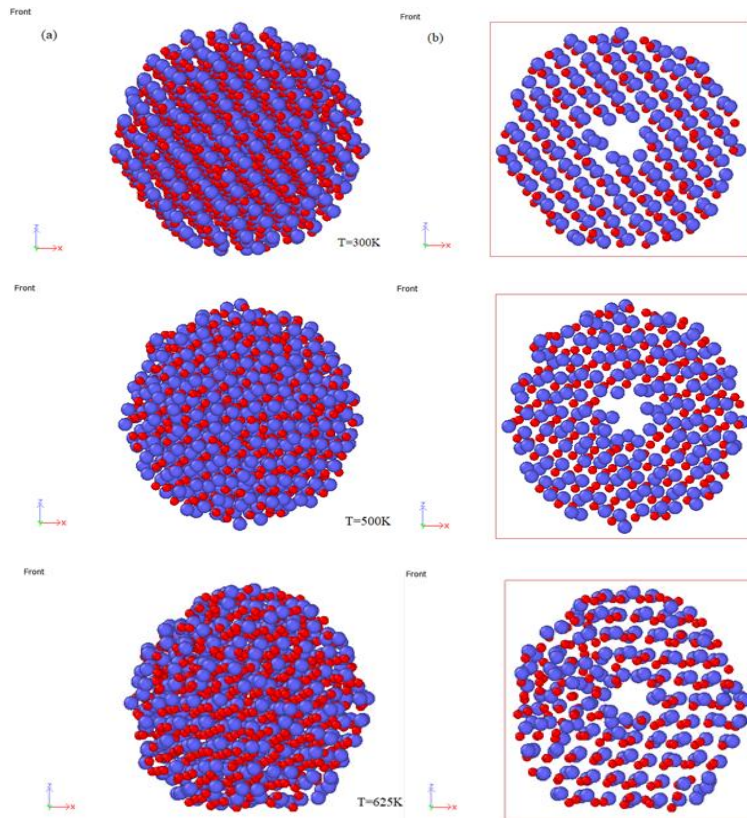 Front
(a)
z
x
T=300K
Front
(b)
z
x
Front
z
x
T=500K
Front
z
x
Front
z
x
T=625K
Front
z
x